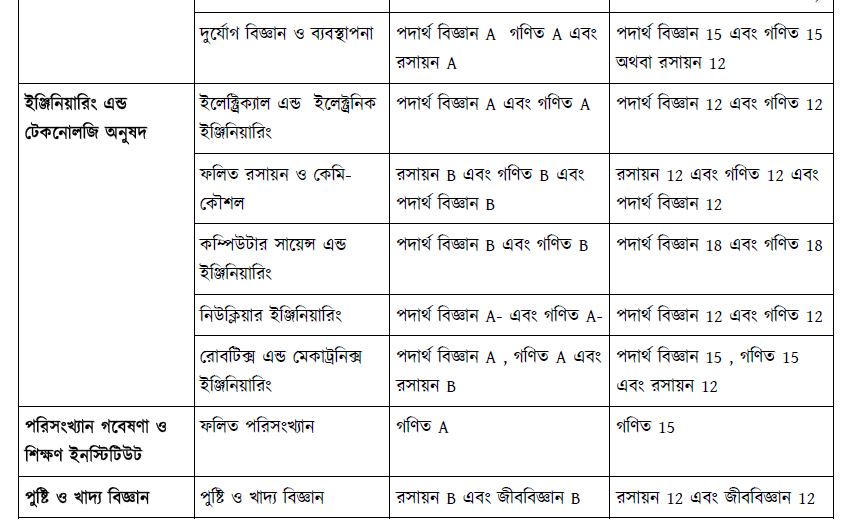 দুর্যোগ বিজ্ঞান ও ব্যবস্থাপনা
পদার্থ বিজ্ঞান A গণিত A এবং
রসায়ন A
পদার্থ বিজ্ঞান 15 এবং গণিত 15
অথবা রসায়ন 12
ইঞ্জিনিয়ারিং এন্ড
টেকনোলজি অনুষদ
ইলেক্ট্রিক্যাল এন্ড ইলেক্ট্রনিক
ইঞ্জিনিয়ারিং
পদার্থ বিজ্ঞান A এবং গণিত A
পদার্থ বিজ্ঞান 12 এবং গণিত 12
ফলিত রসায়ন ও কেমি-
কৌশল
রসায়ন B এবং গণিত B এবং
পদার্থ বিজ্ঞান B
রসায়ন 12 এবং গণিত 12 এবং
পদার্থ বিজ্ঞান 12
কম্পিউটার সায়েন্স এন্ড
ইঞ্জিনিয়ারিং
পদার্থ বিজ্ঞান B এবং গণিত B
পদার্থ বিজ্ঞান 18 এবং গণিত 18
নিউক্লিয়ার ইঞ্জিনিয়ারিং
পদার্থ বিজ্ঞান A- এবং গণিত A-
পদার্থ বিজ্ঞান 12 এবং গণিত 12
রোবটিক্স এন্ড মেকাট্রনিক্স
ইঞ্জিনিয়ারিং
পদার্থ বিজ্ঞান A , গণিত A এবং
রসায়ন B
পদার্থ বিজ্ঞান 15 , গণিত 15
এবং রসায়ন 12
পরিসংখ্যান গবেষণা ও
শিক্ষণ ইনস্টিটিউট
ফলিত পরিসংখ্যান
গণিত A
গণিত 15
পুষ্টি ও খাদ্য বিজ্ঞান
পুষ্টি ও খাদ্য বিজ্ঞান
রসায়ন B এবং জীববিজ্ঞান B
রসায়ন 12 এবং জীববিজ্ঞান 12